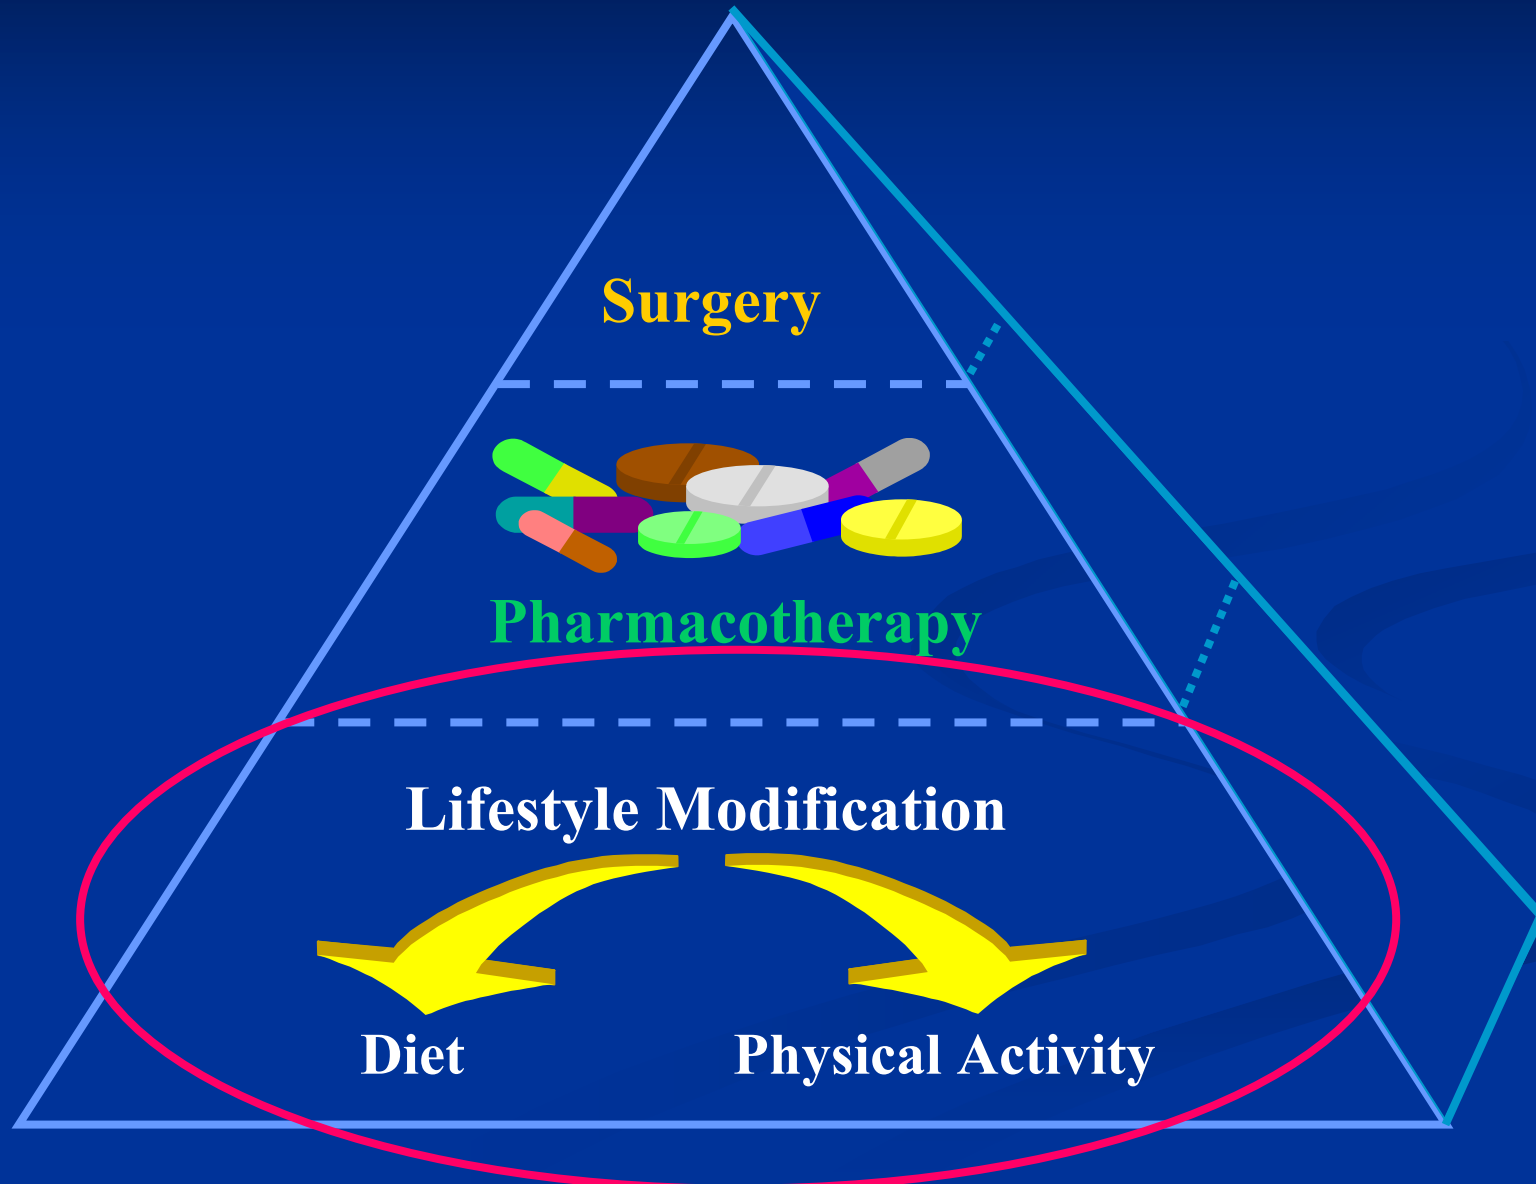 Surgery
Pharmacotherapy
Lifestyle Modification
Diet
Physical Activity